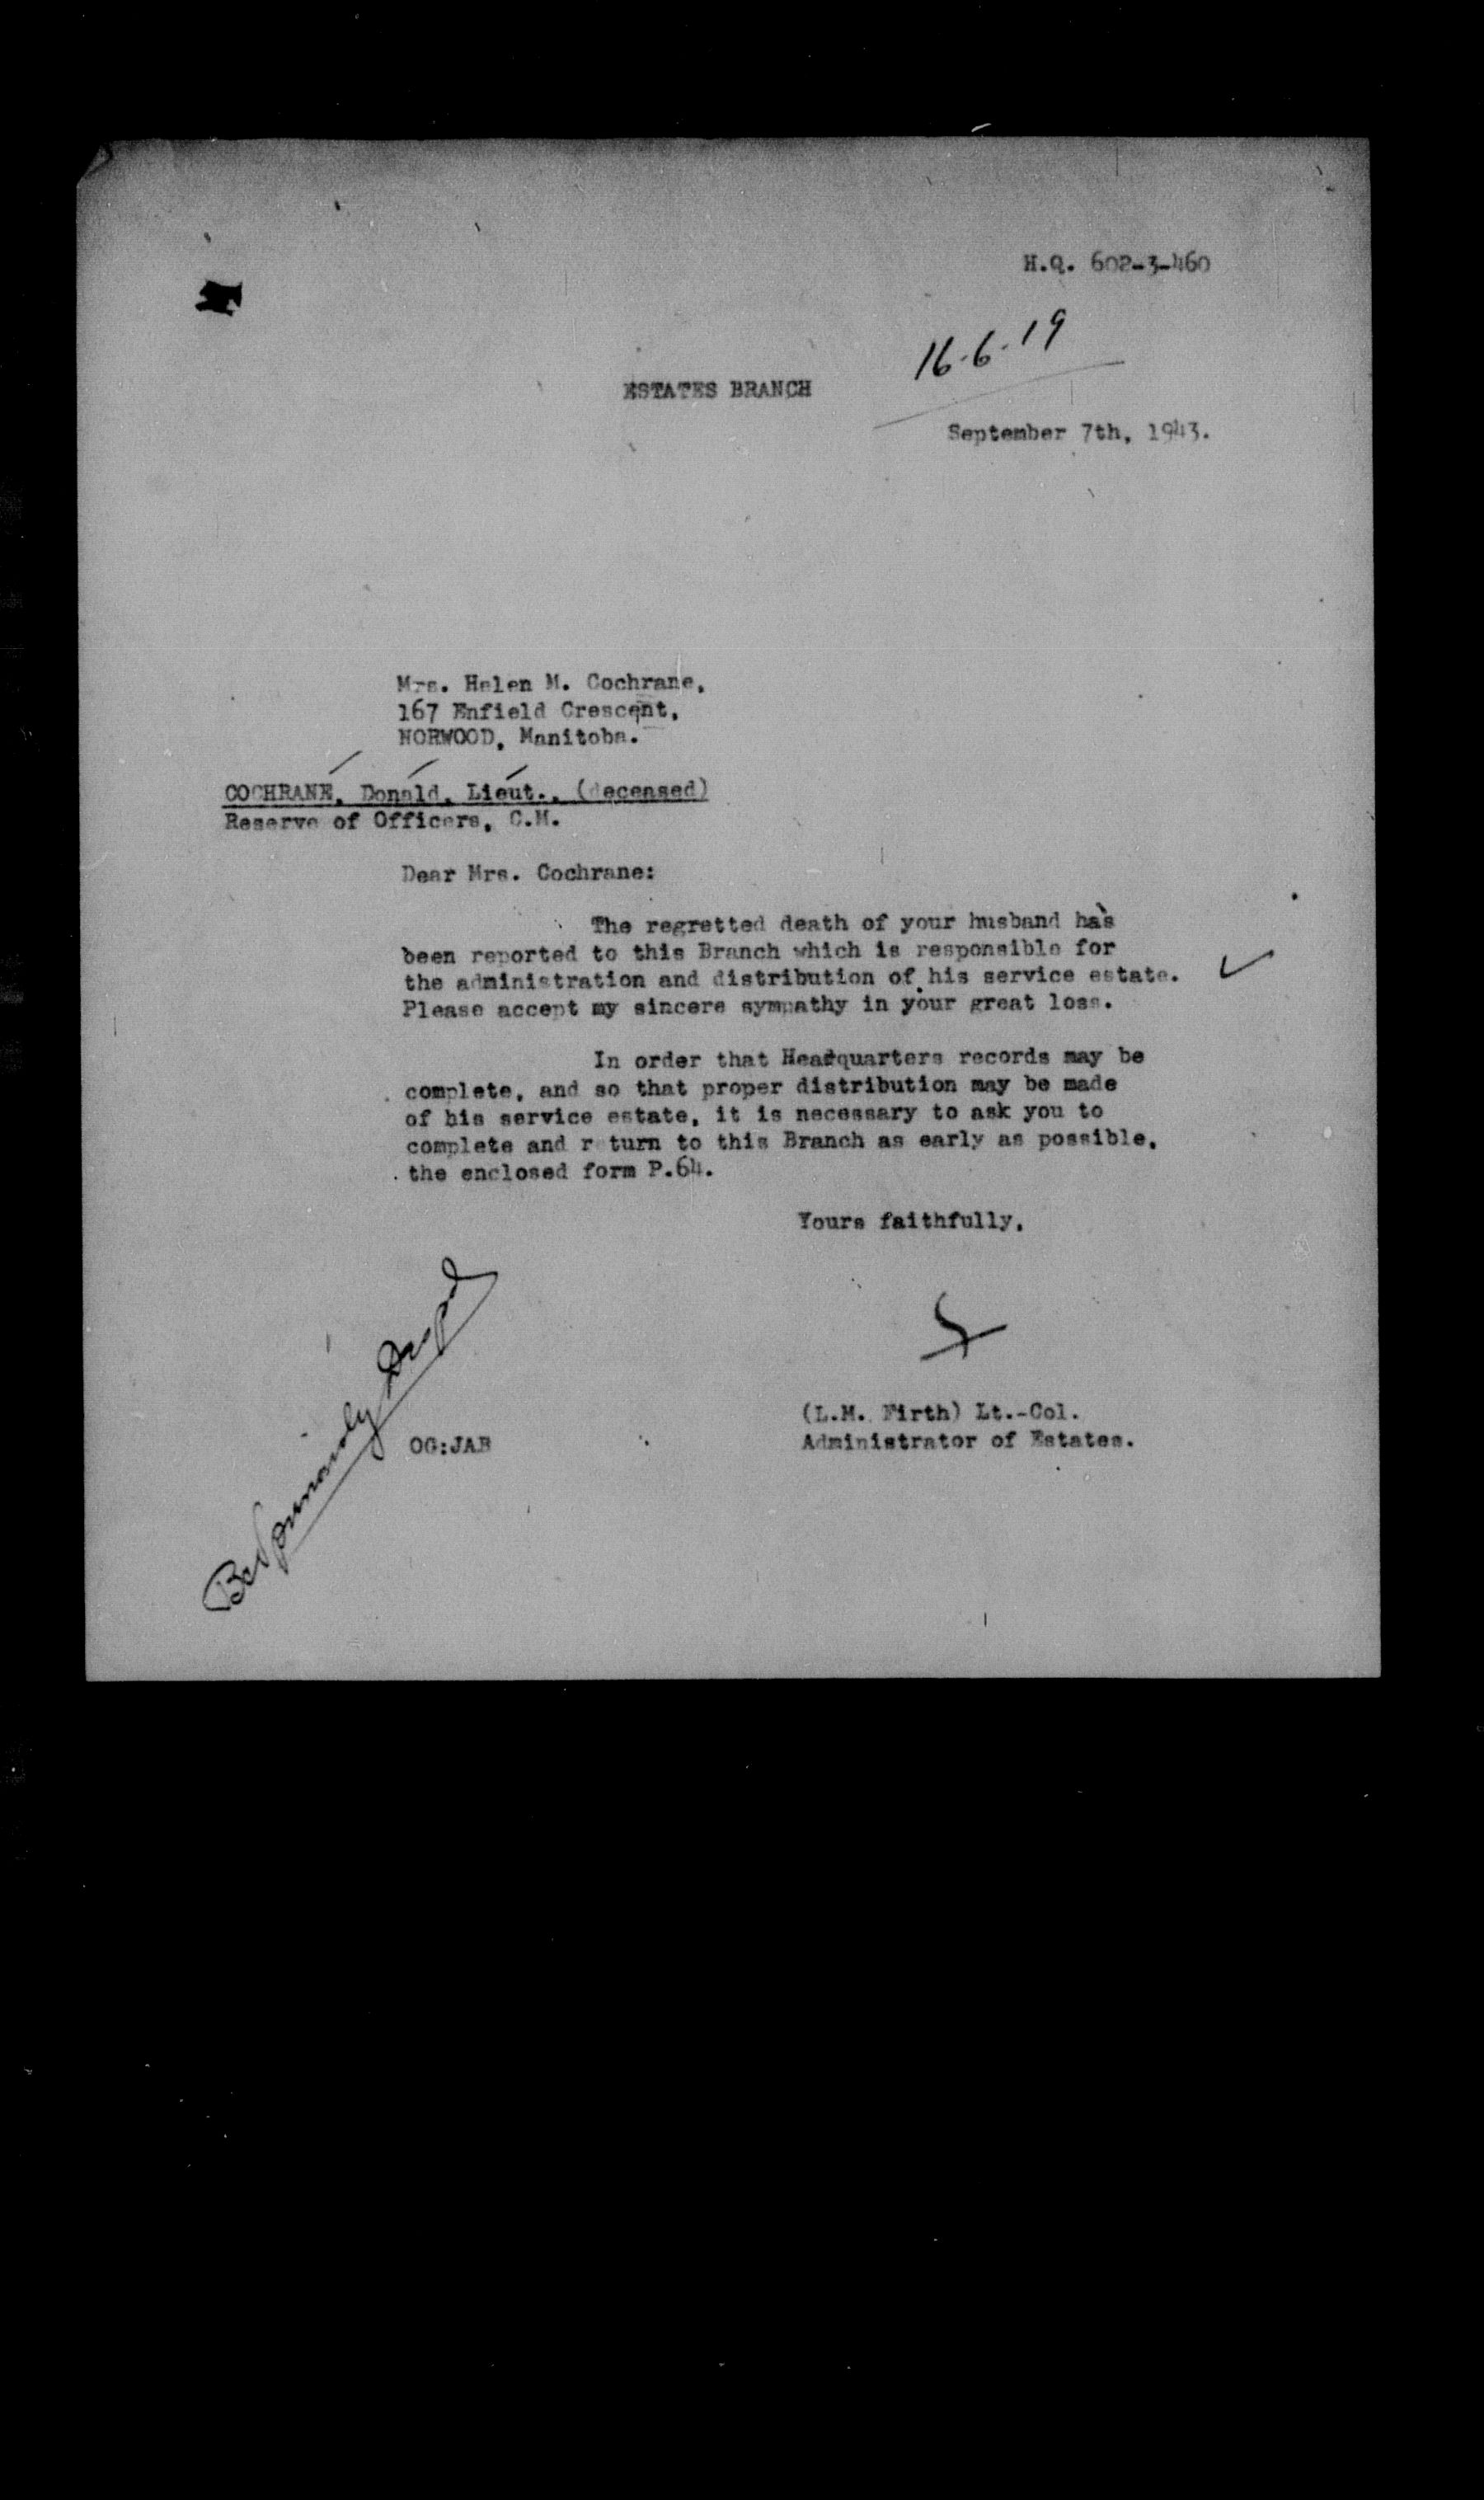 H.Q. 602-3-460
16.6.19
ESTATES BRANCH
September 7th, 1943.
Mrs. Helen M. Cochrane,
167 Enfield Crescent,
NORWOOD, Manitoba.
COCHRANE, Donald, Lieut., (deceased)
Reserve of Officers, C.M.
Dear Mrs. Cochrane:
The regretted death of your husband has
been reported to this Branch which is responsible for
the administration and distribution of his service estate.
Please accept my sincere sympathy in your great loss.
In order that Headquarters records may be
complete, and so that proper distribution may be made
of his service estate, it is necessary to ask you to
complete and return to this Branch as early as possible,
the enclosed form P.64.
Yours faithfully,
(L.M. Firth) Lt.-Col.
OG:JAB
Administrator of Estates.